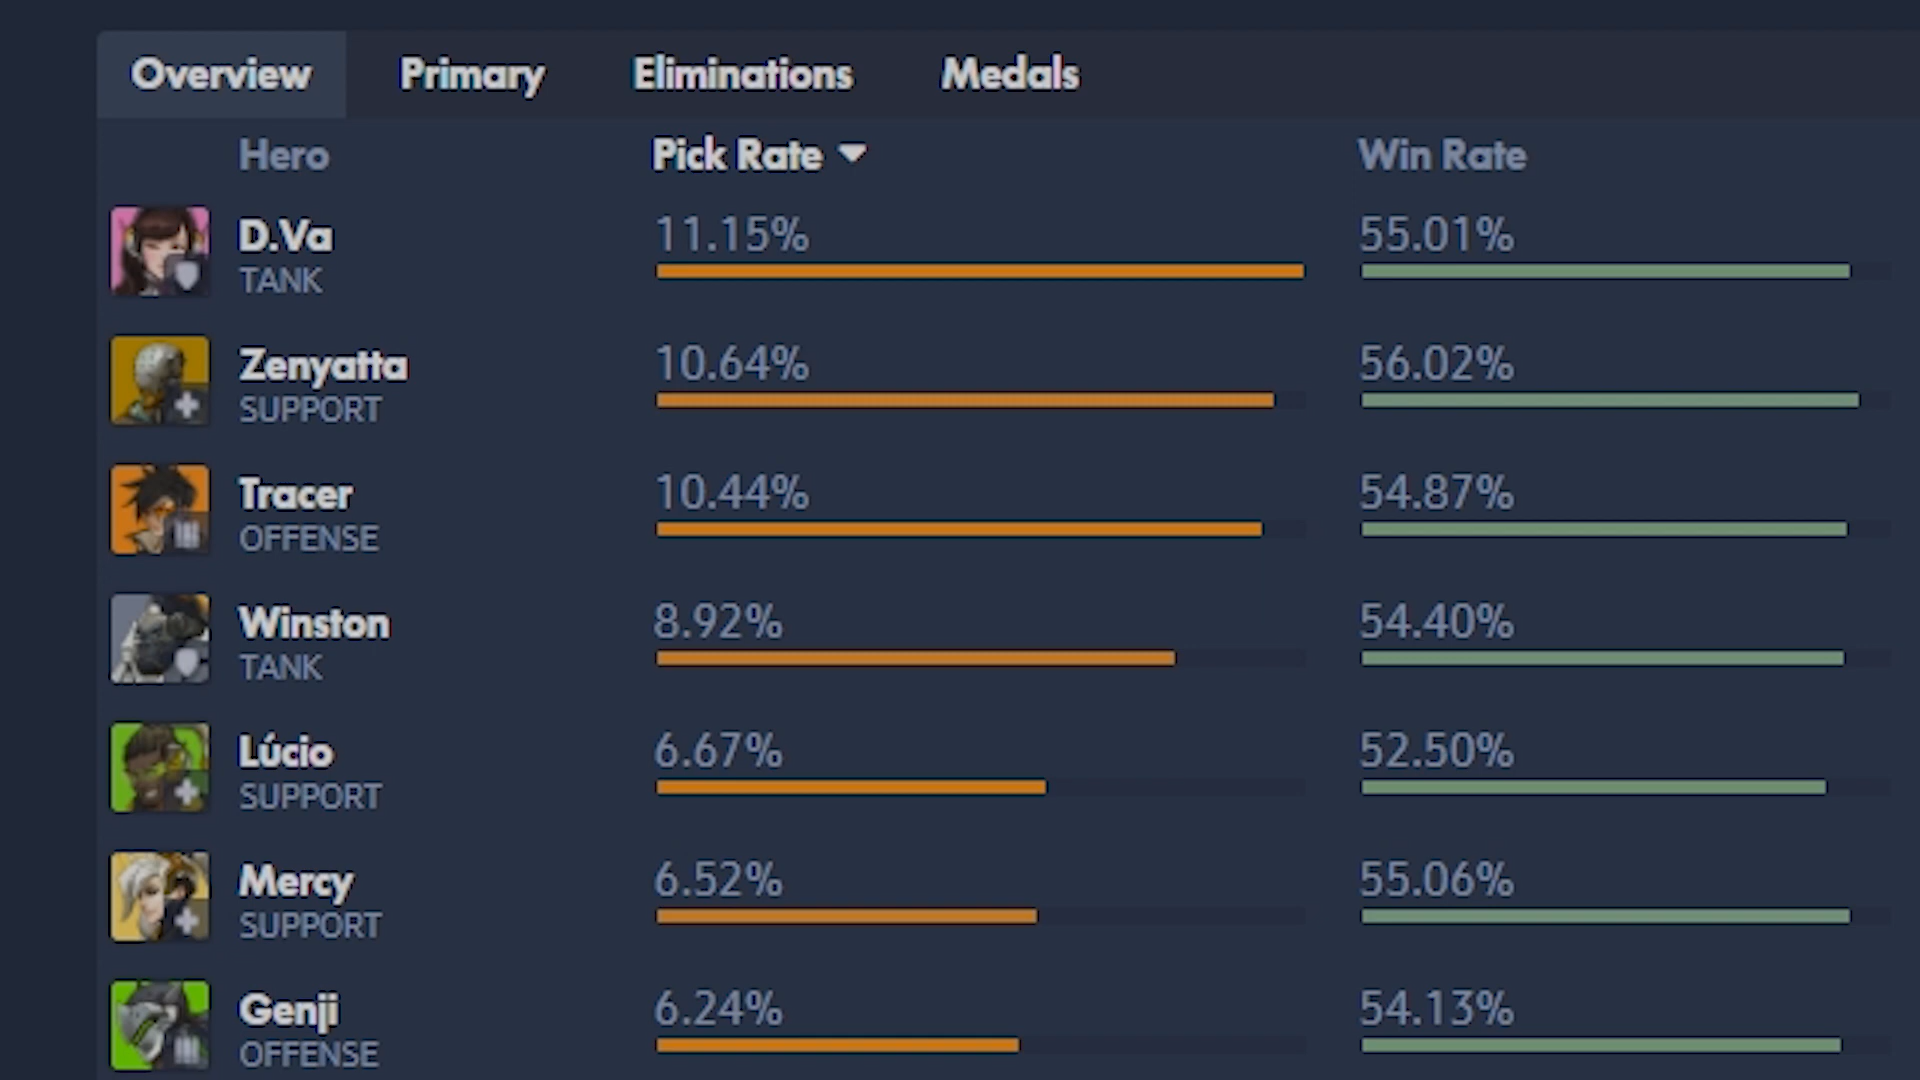 Overview Primary Eliminations Medals
Hero Pick Rate Win Rate
D.Va 11.15% 55.01%
TANK
Zenyatta 10.64% 56.02%
SUPPORT
Tracer 10.44% 54.87%
OFFENSE
Winston 8.92% 54.40%
TANK
Lúcio 6.67% 52.50%
SUPPORT
Mercy 6.52% 55.06%
SUPPORT
Genji 6.24% 54.13%
OFFENSE